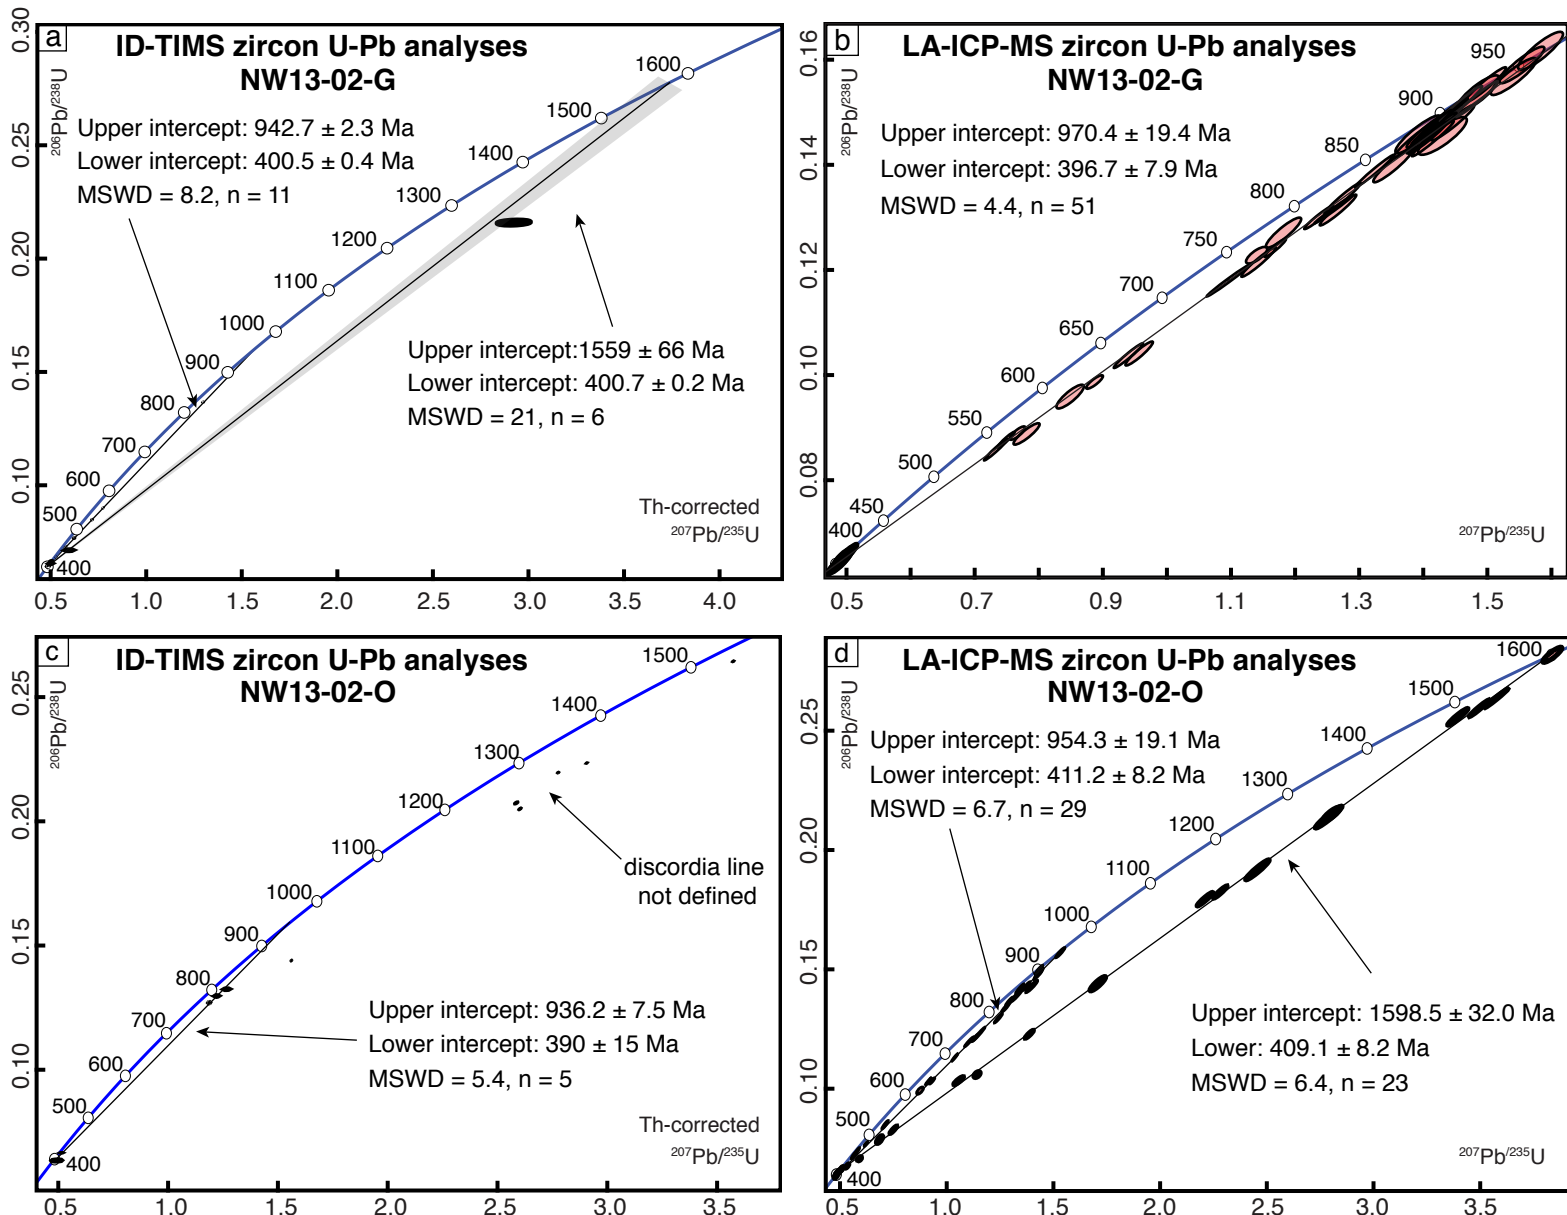 a
ID-TIMS zircon U-Pb analyses
NW13-02-G
206Pb/238U
Upper intercept: 942.7 ± 2.3 Ma
Lower intercept: 400.5 ± 0.4 Ma
MSWD = 8.2, n = 11
Upper intercept:1559 ± 66 Ma
Lower intercept: 400.7 ± 0.2 Ma
MSWD = 21, n = 6
Th-corrected
207Pb/235U
1600
1500
1400
1300
1200
1100
1000
900
800
700
600
500
400
0.30
0.25
0.20
0.15
0.10
0.5 1.0 1.5 2.0 2.5 3.0 3.5 4.0
b
LA-ICP-MS zircon U-Pb analyses
NW13-02-G
206Pb/238U
Upper intercept: 970.4 ± 19.4 Ma
Lower intercept: 396.7 ± 7.9 Ma
MSWD = 4.4, n = 51
207Pb/235U
950
900
850
800
750
700
650
600
550
500
450
400
0.16
0.14
0.12
0.10
0.08
0.5 0.7 0.9 1.1 1.3 1.5
c
ID-TIMS zircon U-Pb analyses
NW13-02-O
206Pb/238U
discordia line
not defined
Upper intercept: 936.2 ± 7.5 Ma
Lower intercept: 390 ± 15 Ma
MSWD = 5.4, n = 5
Th-corrected
207Pb/235U
1500
1400
1300
1200
1100
1000
900
800
700
600
500
400
0.25
0.20
0.15
0.10
0.5 1.0 1.5 2.0 2.5 3.0 3.5
d
LA-ICP-MS zircon U-Pb analyses
NW13-02-O
206Pb/238U
Upper intercept: 954.3 ± 19.1 Ma
Lower intercept: 411.2 ± 8.2 Ma
MSWD = 6.7, n = 29
Upper intercept: 1598.5 ± 32.0 Ma
Lower: 409.1 ± 8.2 Ma
MSWD = 6.4, n = 23
207Pb/235U
1600
1500
1400
1300
1200
1100
1000
900
800
700
600
500
400
0.25
0.20
0.15
0.10
0.5 1.0 1.5 2.0 2.5 3.0 3.5